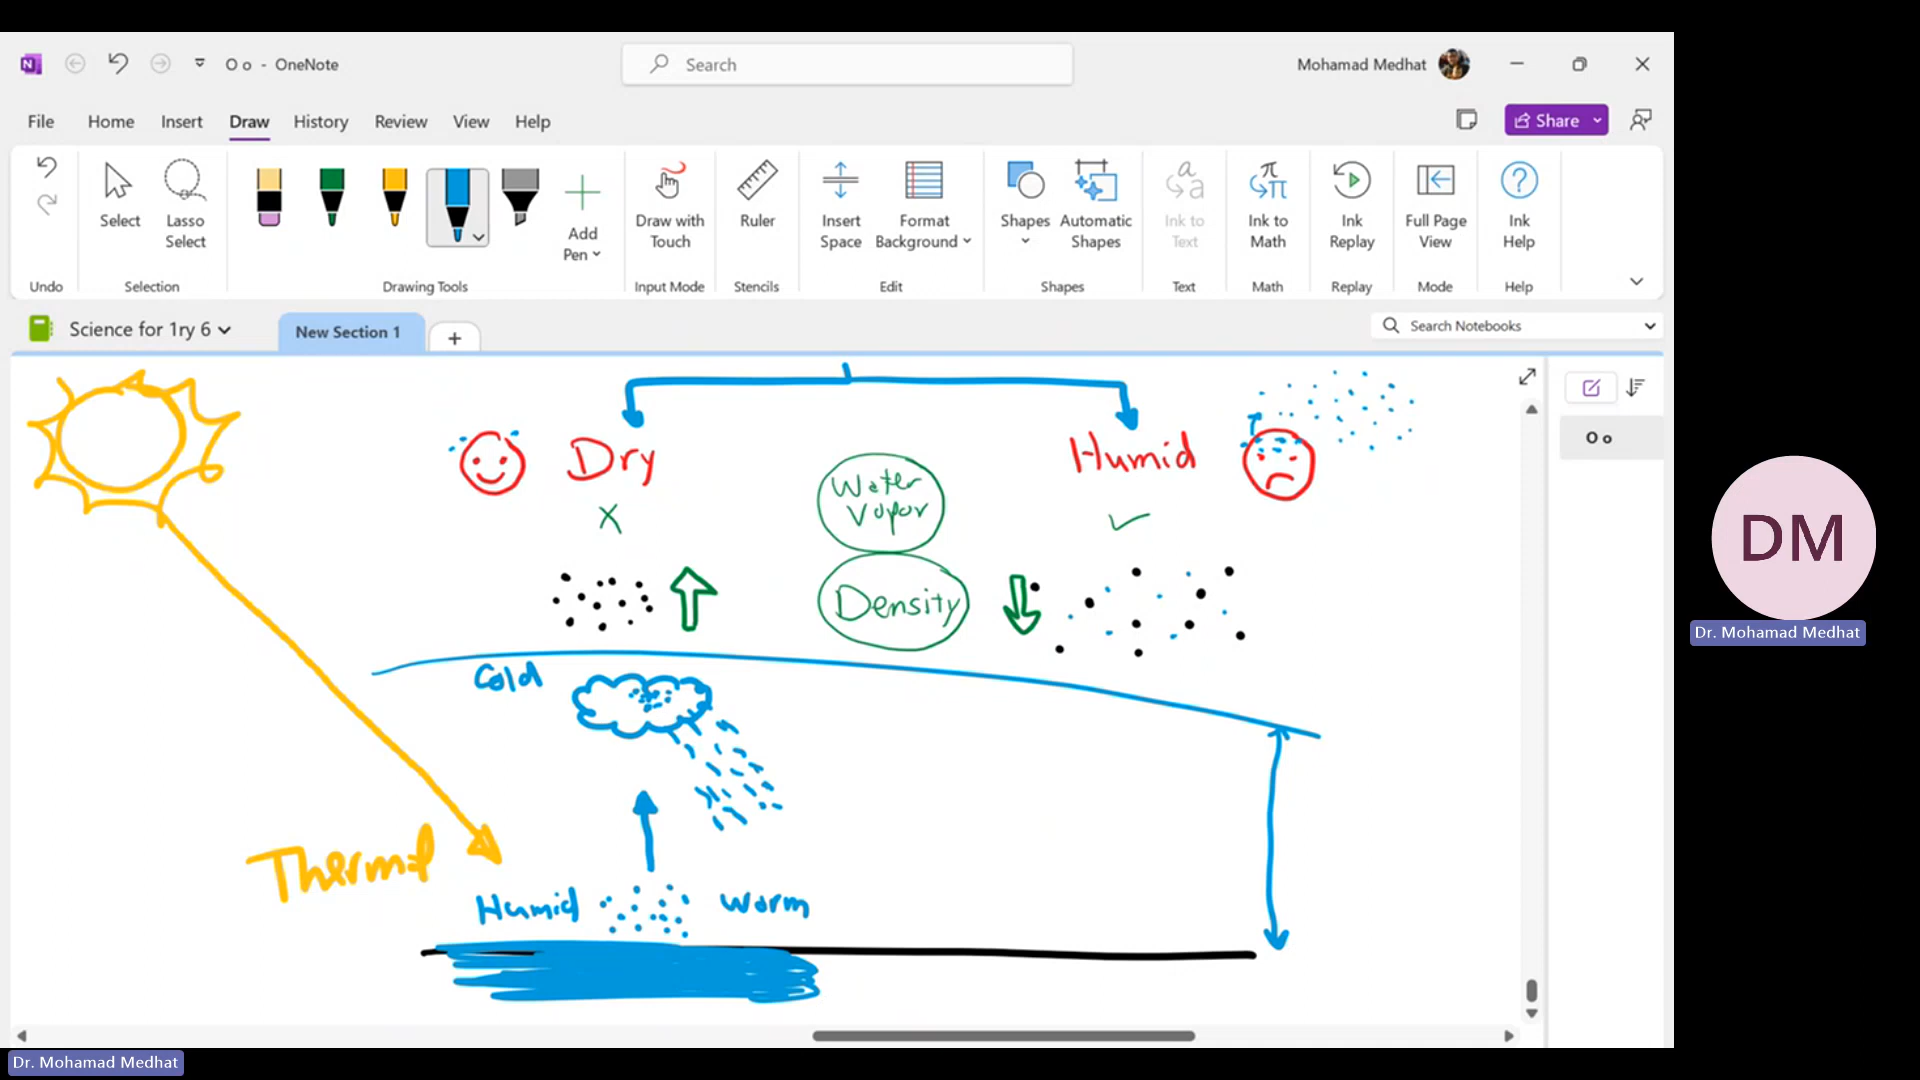 O o - OneNote
Search
Mohamad Medhat
File Home Insert Draw History Review View Help
Share
Select
Lasso
Select
Add
Pen
Draw with
Touch
Ruler
Insert
Space
Format
Background
Shapes
Automatic
Shapes
Ink to
Text
Ink to
Math
Ink
Replay
Full Page
View
Ink
Help
Undo Selection Drawing Tools Input Mode Stencils Edit Shapes Text Math Replay Mode Help
Science for 1ry 6
New Section 1
Search Notebooks
O o
Dry
Humid
Water
Vapor
Density
Cold
Thermal
Humid
Worm
DM
Dr. Mohamad Medhat
Dr. Mohamad Medhat